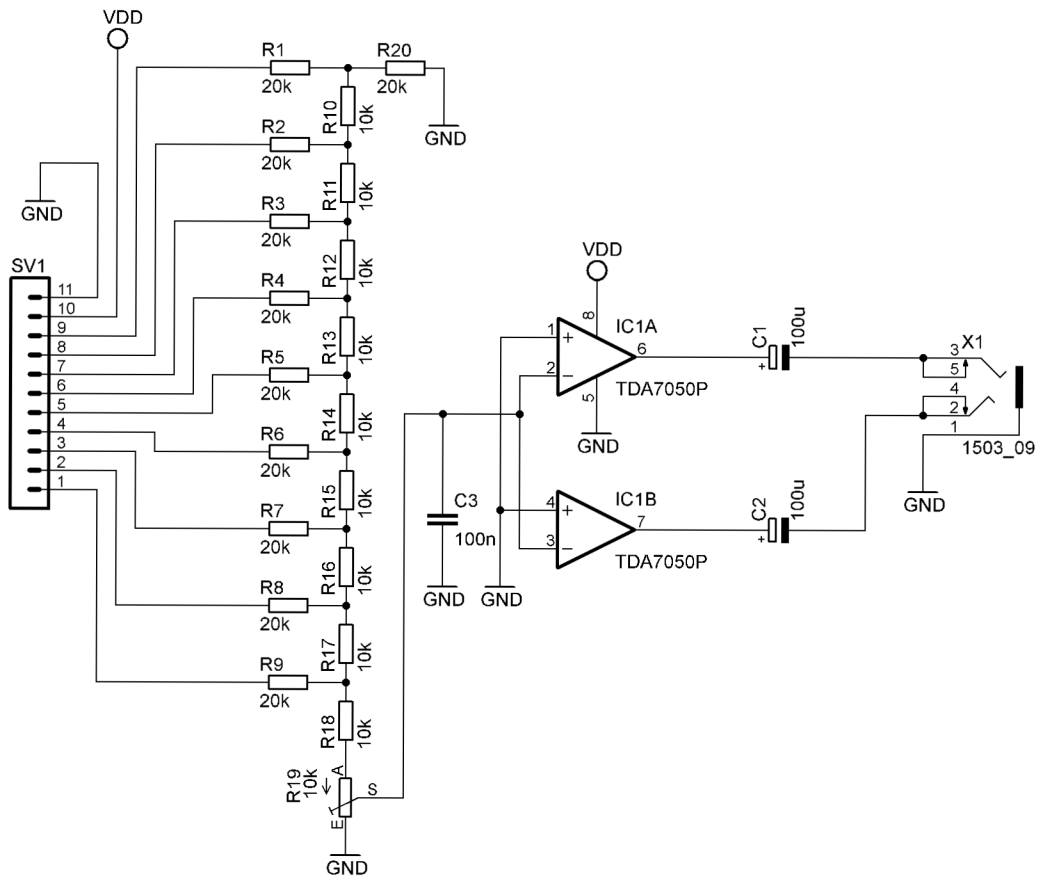 VDD
R1
20k
R20
20k
GND
R10
10k
R2
20k
R11
10k
GND
R3
20k
R12
10k
SV1
11
10
9
8
7
6
5
4
3
2
1
R4
20k
R13
10k
R5
20k
R14
10k
R6
20k
R15
10k
R7
20k
R16
10k
R8
20k
R17
10k
R9
20k
R18
10k
R19
10k
A
S
E
GND
C3
100n
GND
GND
VDD
8
IC1A
1
+
2
−
6
TDA7050P
5
GND
IC1B
4
+
3
−
7
TDA7050P
C1
100u
+
C2
100u
+
X1
3
5
4
2
1
1503_09
GND